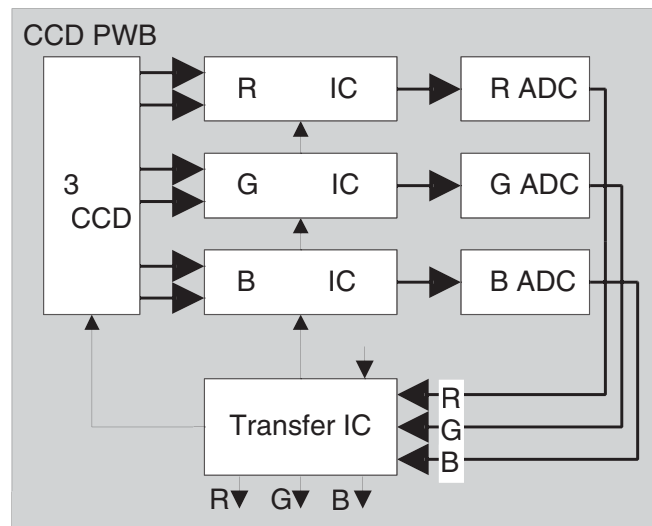 CCD PWB
R IC
R ADC
3
CCD
G IC
G ADC
B IC
B ADC
Transfer IC
R
G
B
R G B